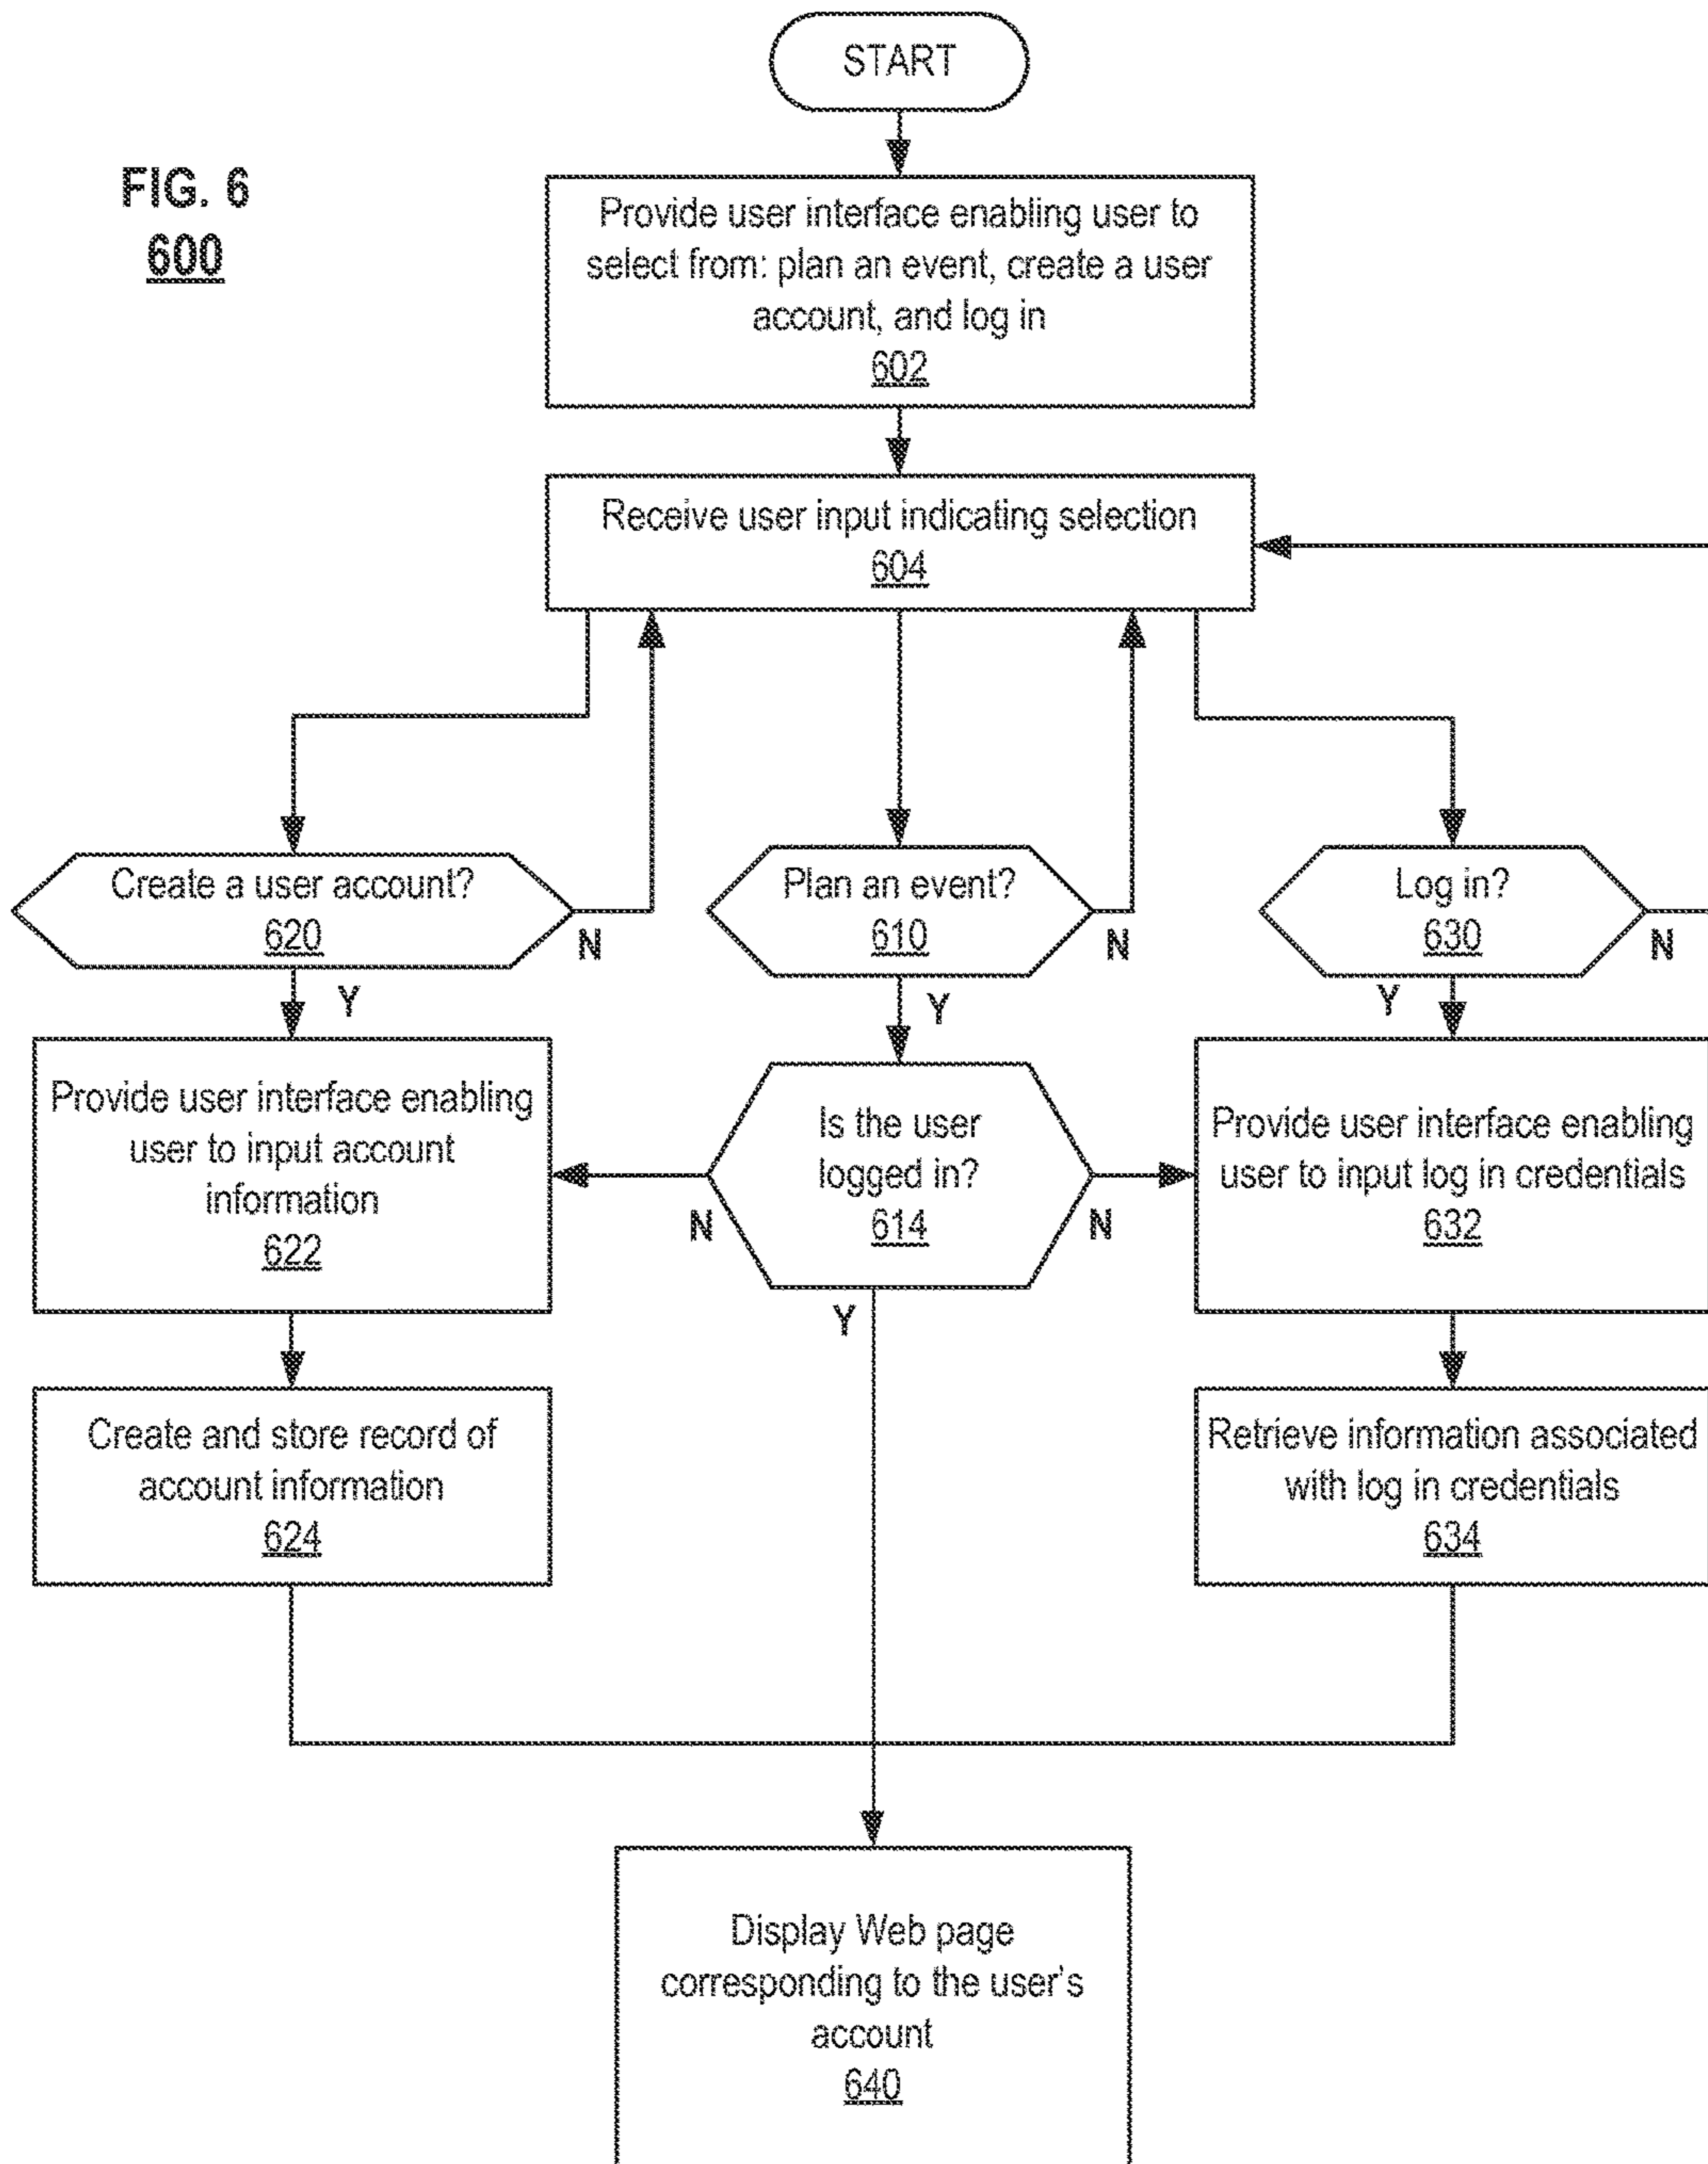 START
FIG. 6
600
Provide user interface enabling user to
select from: plan an event, create a user
account, and log in
602
Receive user input indicating selection
604
Create a user account?
620
N
Y
Plan an event?
610
N
Y
Log in?
630
N
Y
Provide user interface enabling
user to input account
information
622
Is the user
logged in?
614
N
N
Y
Provide user interface enabling
user to input log in credentials
632
Create and store record of
account information
624
Retrieve information associated
with log in credentials
634
Display Web page
corresponding to the user's
account
640